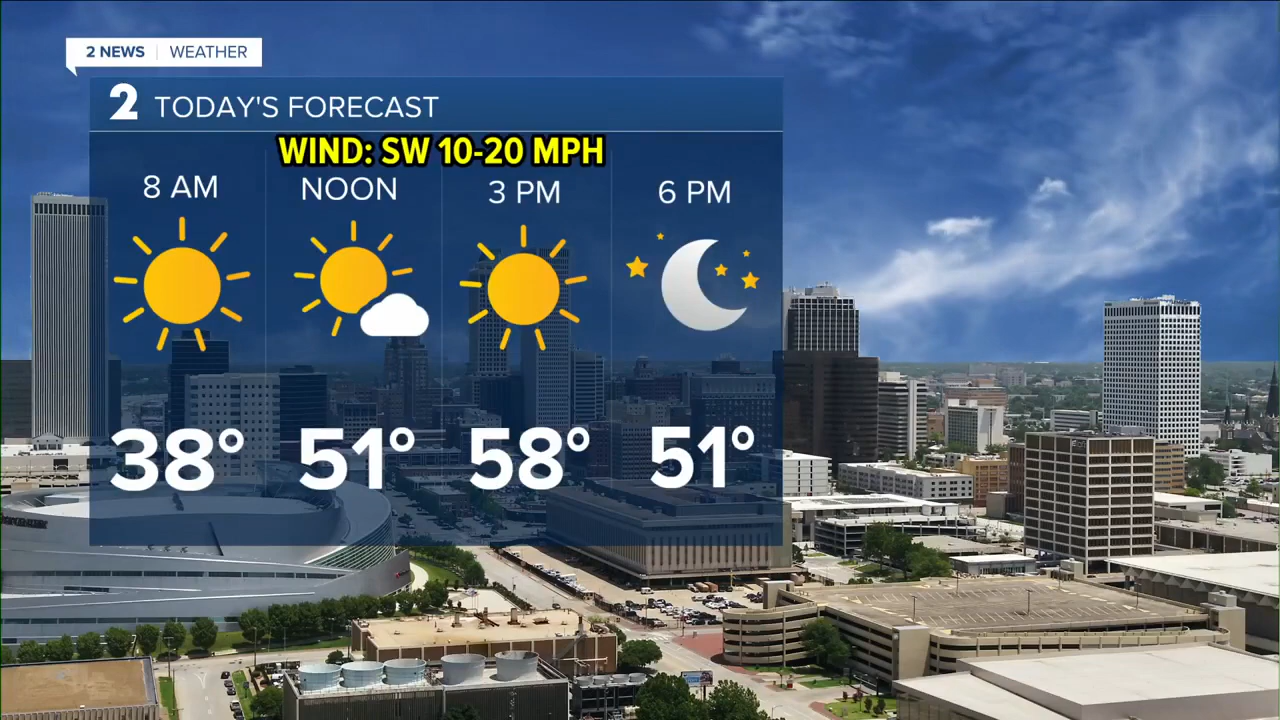 2 NEWS | WEATHER
2 TODAY'S FORECAST
WIND: SW 10-20 MPH
8 AM NOON 3 PM 6 PM
38° 51° 58° 51°